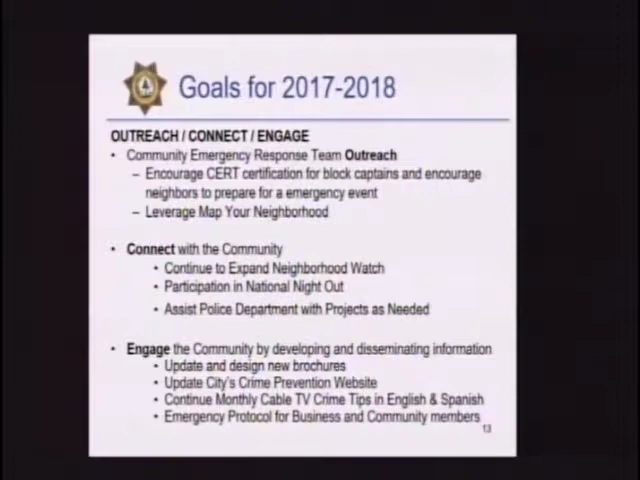 Goals for 2017-2018
OUTREACH / CONNECT / ENGAGE
• Community Emergency Response Team Outreach
– Encourage CERT certification for block captains and encourage
neighbors to prepare for a emergency event
– Leverage Map Your Neighborhood
• Connect with the Community
• Continue to Expand Neighborhood Watch
• Participation in National Night Out
• Assist Police Department with Projects as Needed
• Engage the Community by developing and disseminating information
• Update and design new brochures
• Update City's Crime Prevention Website
• Continue Monthly Cable TV Crime Tips in English & Spanish
• Emergency Protocol for Business and Community members
13